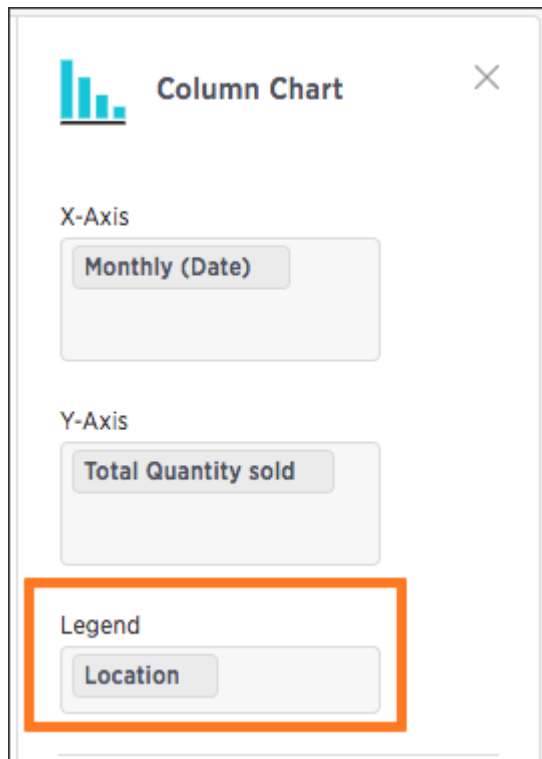 Column Chart
X-Axis
Monthly (Date)
Y-Axis
Total Quantity sold
Legend
Location